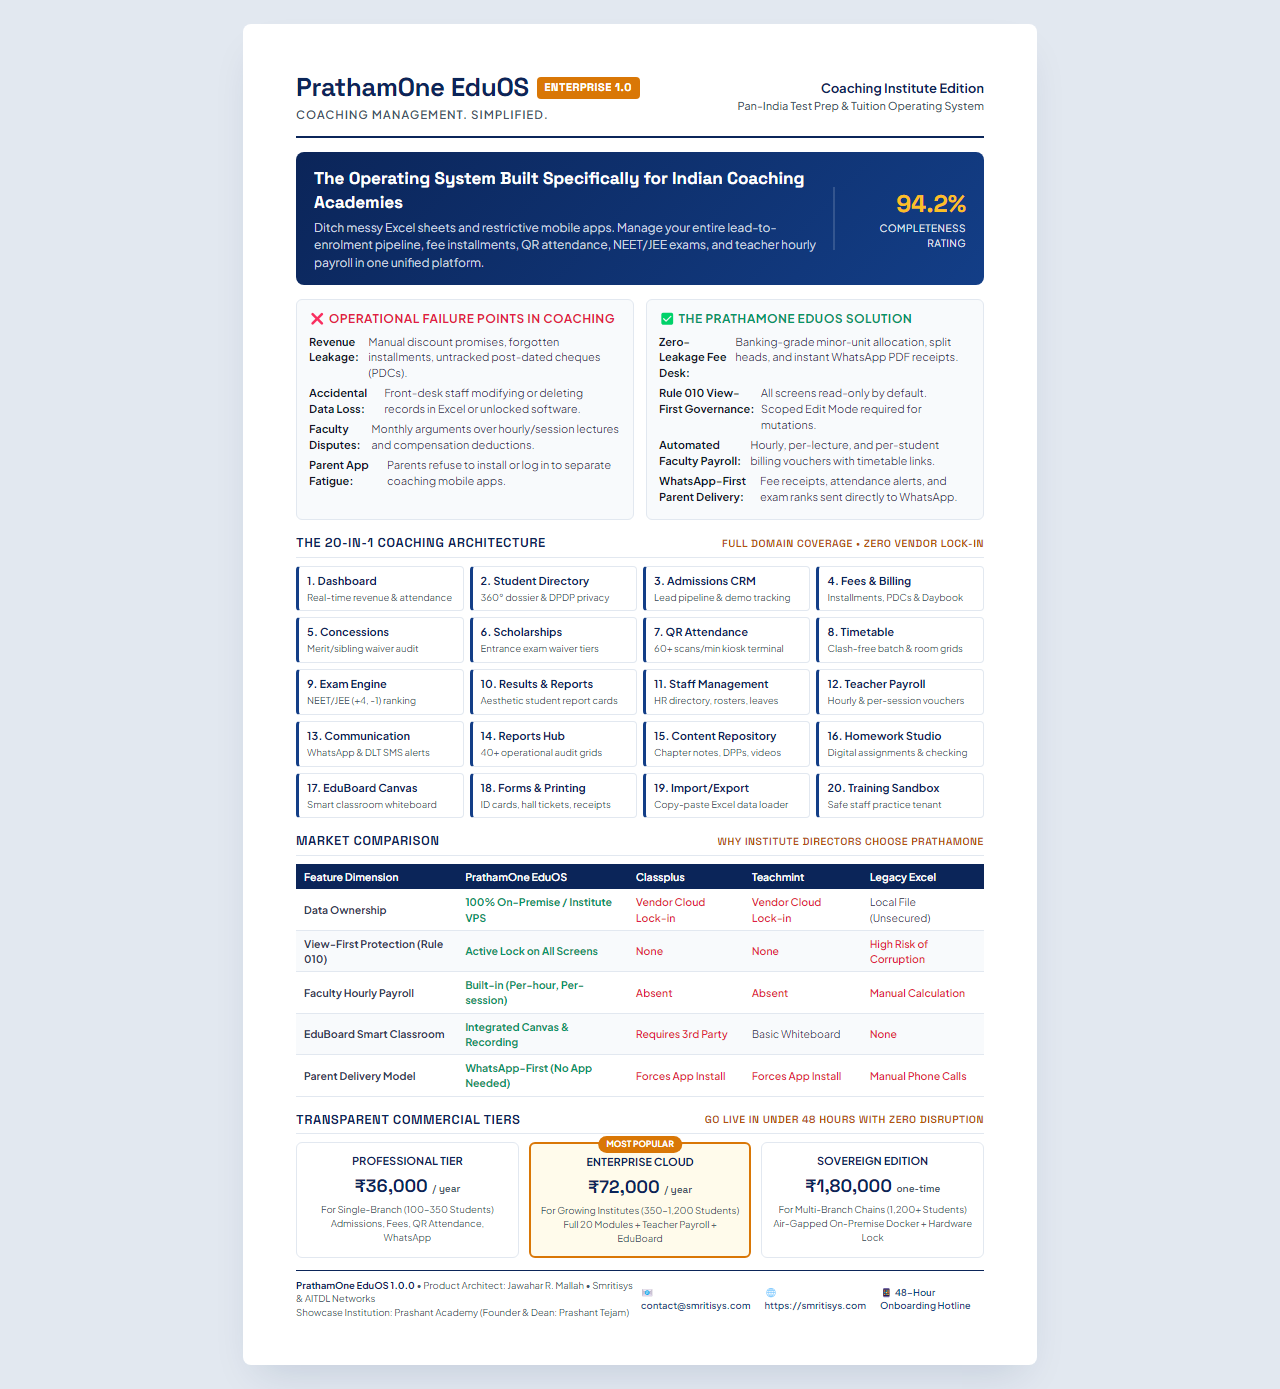 PrathamOne EduOS ENTERPRISE 1.0
COACHING MANAGEMENT. SIMPLIFIED.
Coaching Institute Edition
Pan-India Test Prep & Tuition Operating System
The Operating System Built Specifically for Indian Coaching
Academies
Ditch messy Excel sheets and restrictive mobile apps. Manage your entire lead-to-
enrolment pipeline, fee installments, QR attendance, NEET/JEE exams, and teacher hourly
payroll in one unified platform.
94.2%
COMPLETENESS
RATING
❌ OPERATIONAL FAILURE POINTS IN COACHING
Revenue Leakage: Manual discount promises, forgotten
installments, untracked post-dated cheques
(PDCs).
Accidental Data Loss: Front-desk staff modifying or deleting
records in Excel or unlocked software.
Faculty Disputes: Monthly arguments over hourly/session lectures
and compensation deductions.
Parent App Fatigue: Parents refuse to install or log in to separate
coaching mobile apps.
✅ THE PRATHAMONE EDUOS SOLUTION
Zero-Leakage Fee Desk: Banking-grade minor-unit allocation, split
heads, and instant WhatsApp PDF receipts.
Rule 010 View-First Governance: All screens read-only by default.
Scoped Edit Mode required for
mutations.
Automated Faculty Payroll: Hourly, per-lecture, and per-student
billing vouchers with timetable links.
WhatsApp-First Parent Delivery: Fee receipts, attendance alerts, and
exam ranks sent directly to WhatsApp.
THE 20-IN-1 COACHING ARCHITECTURE
FULL DOMAIN COVERAGE • ZERO VENDOR LOCK-IN
1. Dashboard
Real-time revenue & attendance
2. Student Directory
360° dossier & DPDP privacy
3. Admissions CRM
Lead pipeline & demo tracking
4. Fees & Billing
Installments, PDCs & Daybook
5. Concessions
Merit/sibling waiver audit
6. Scholarships
Entrance exam waiver tiers
7. QR Attendance
60+ scans/min kiosk terminal
8. Timetable
Clash-free batch & room grids
9. Exam Engine
NEET/JEE (+4, -1) ranking
10. Results & Reports
Aesthetic student report cards
11. Staff Management
HR directory, rosters, leaves
12. Teacher Payroll
Hourly & per-session vouchers
13. Communication
WhatsApp & DLT SMS alerts
14. Reports Hub
40+ operational audit grids
15. Content Repository
Chapter notes, DPPs, videos
16. Homework Studio
Digital assignments & checking
17. EduBoard Canvas
Smart classroom whiteboard
18. Forms & Printing
ID cards, hall tickets, receipts
19. Import/Export
Copy-paste Excel data loader
20. Training Sandbox
Safe staff practice tenant
MARKET COMPARISON
WHY INSTITUTE DIRECTORS CHOOSE PRATHAMONE
Feature Dimension PrathamOne EduOS Classplus Teachmint Legacy Excel
Data Ownership 100% On-Premise / Institute VPS Vendor Cloud Lock-in Vendor Cloud Lock-in Local File (Unsecured)
View-First Protection (Rule 010) Active Lock on All Screens None None High Risk of Corruption
Faculty Hourly Payroll Built-in (Per-hour, Per-session) Absent Absent Manual Calculation
EduBoard Smart Classroom Integrated Canvas & Recording Requires 3rd Party Basic Whiteboard None
Parent Delivery Model WhatsApp-First (No App Needed) Forces App Install Forces App Install Manual Phone Calls
TRANSPARENT COMMERCIAL TIERS
GO LIVE IN UNDER 48 HOURS WITH ZERO DISRUPTION
PROFESSIONAL TIER
₹36,000 / year
For Single-Branch (100-350 Students)
Admissions, Fees, QR Attendance,
WhatsApp
MOST POPULAR
ENTERPRISE CLOUD
₹72,000 / year
For Growing Institutes (350-1,200 Students)
Full 20 Modules + Teacher Payroll +
EduBoard
SOVEREIGN EDITION
₹1,80,000 one-time
For Multi-Branch Chains (1,200+ Students)
Air-Gapped On-Premise Docker + Hardware
Lock
PrathamOne EduOS 1.0.0 • Product Architect: Jawahar R. Mallah • Smritisys
& AITDL Networks
Showcase Institution: Prashant Academy (Founder & Dean: Prashant Tejam)
📧 contact@smritisys.com
🌐 https://smritisys.com
📱 48-Hour
Onboarding Hotline